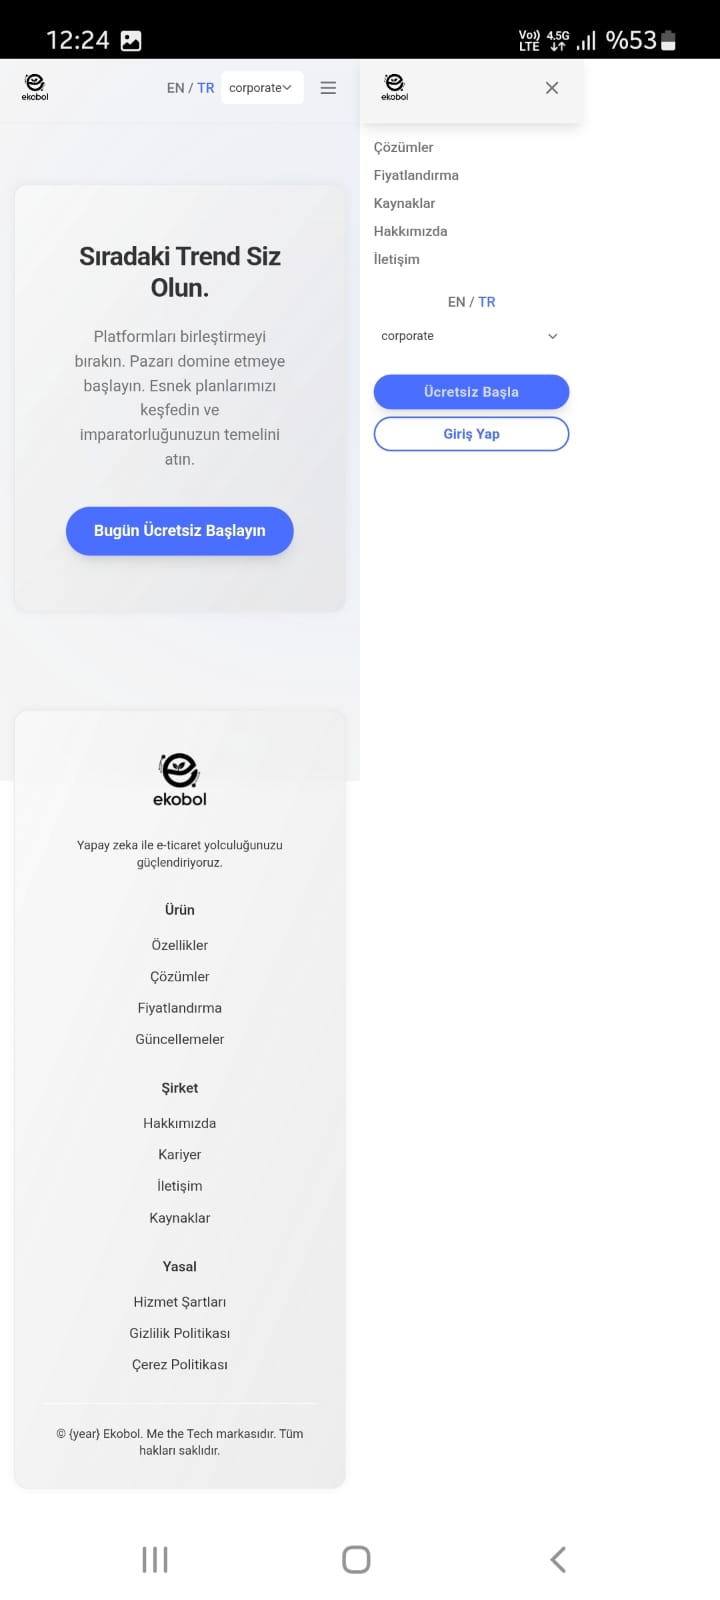 12:24
Vo)) LTE 4.5G %53
ekobol
EN / TR
corporate
Sıradaki Trend Siz
Olun.
Platformları birleştirmeyi
bırakın. Pazarı domine etmeye
başlayın. Esnek planlarımızı
keşfedin ve
imparatorluğunuzun temelini
atın.
Bugün Ücretsiz Başlayın
ekobol
Yapay zeka ile e-ticaret yolculuğunuzu
güçlendiriyoruz.
Ürün
Özellikler
Çözümler
Fiyatlandırma
Güncellemeler
Şirket
Hakkımızda
Kariyer
İletişim
Kaynaklar
Yasal
Hizmet Şartları
Gizlilik Politikası
Çerez Politikası
© {year} Ekobol. Me the Tech markasıdır. Tüm
hakları saklıdır.
ekobol
Çözümler
Fiyatlandırma
Kaynaklar
Hakkımızda
İletişim
EN / TR
corporate
Ücretsiz Başla
Giriş Yap